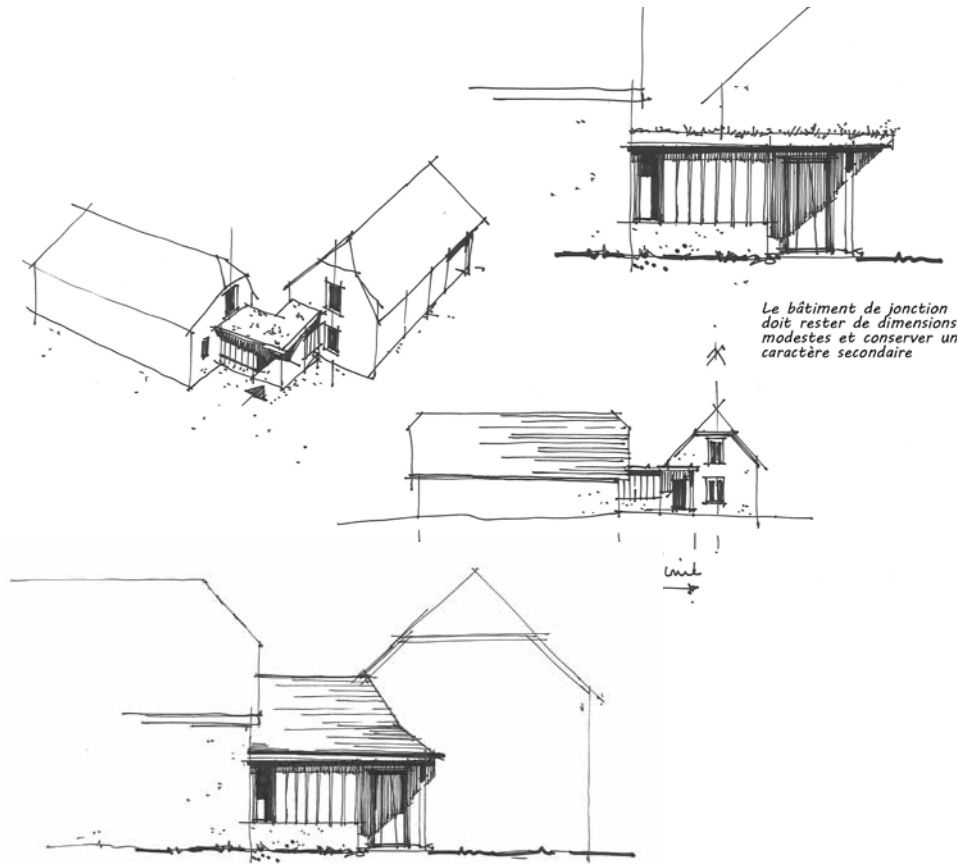 Le bâtiment de jonction
doit rester de dimensions
modestes et conserver un
caractère secondaire